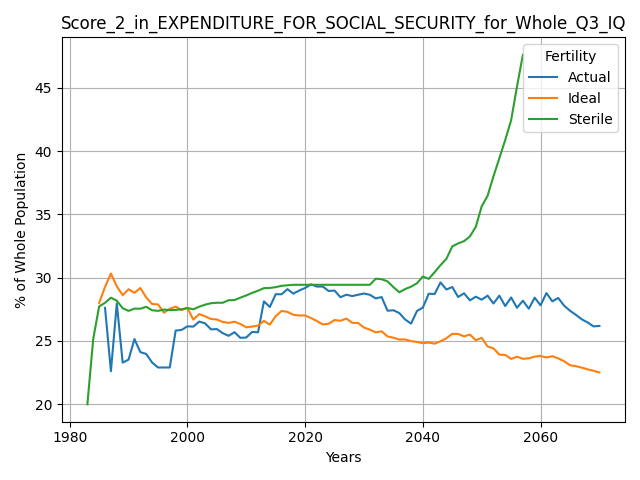 Score_2_in_EXPENDITURE_FOR_SOCIAL_SECURITY_for_Whole_Q3_IQ
Fertility
Actual
Ideal
Sterile
% of Whole Population
45
40
35
30
25
20
1980
2000
2020
2040
2060
Years